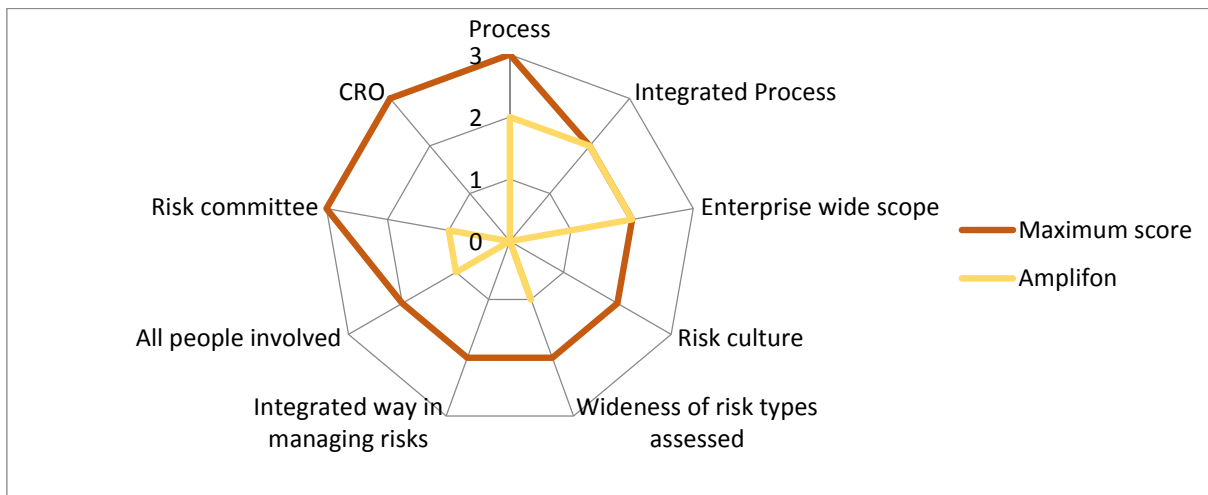 Process
3
CRO
Integrated Process
2
1
Risk committee
Enterprise wide scope
0
Maximum score
Amplifon
All people involved
Risk culture
Integrated way in
managing risks
Wideness of risk types
assessed